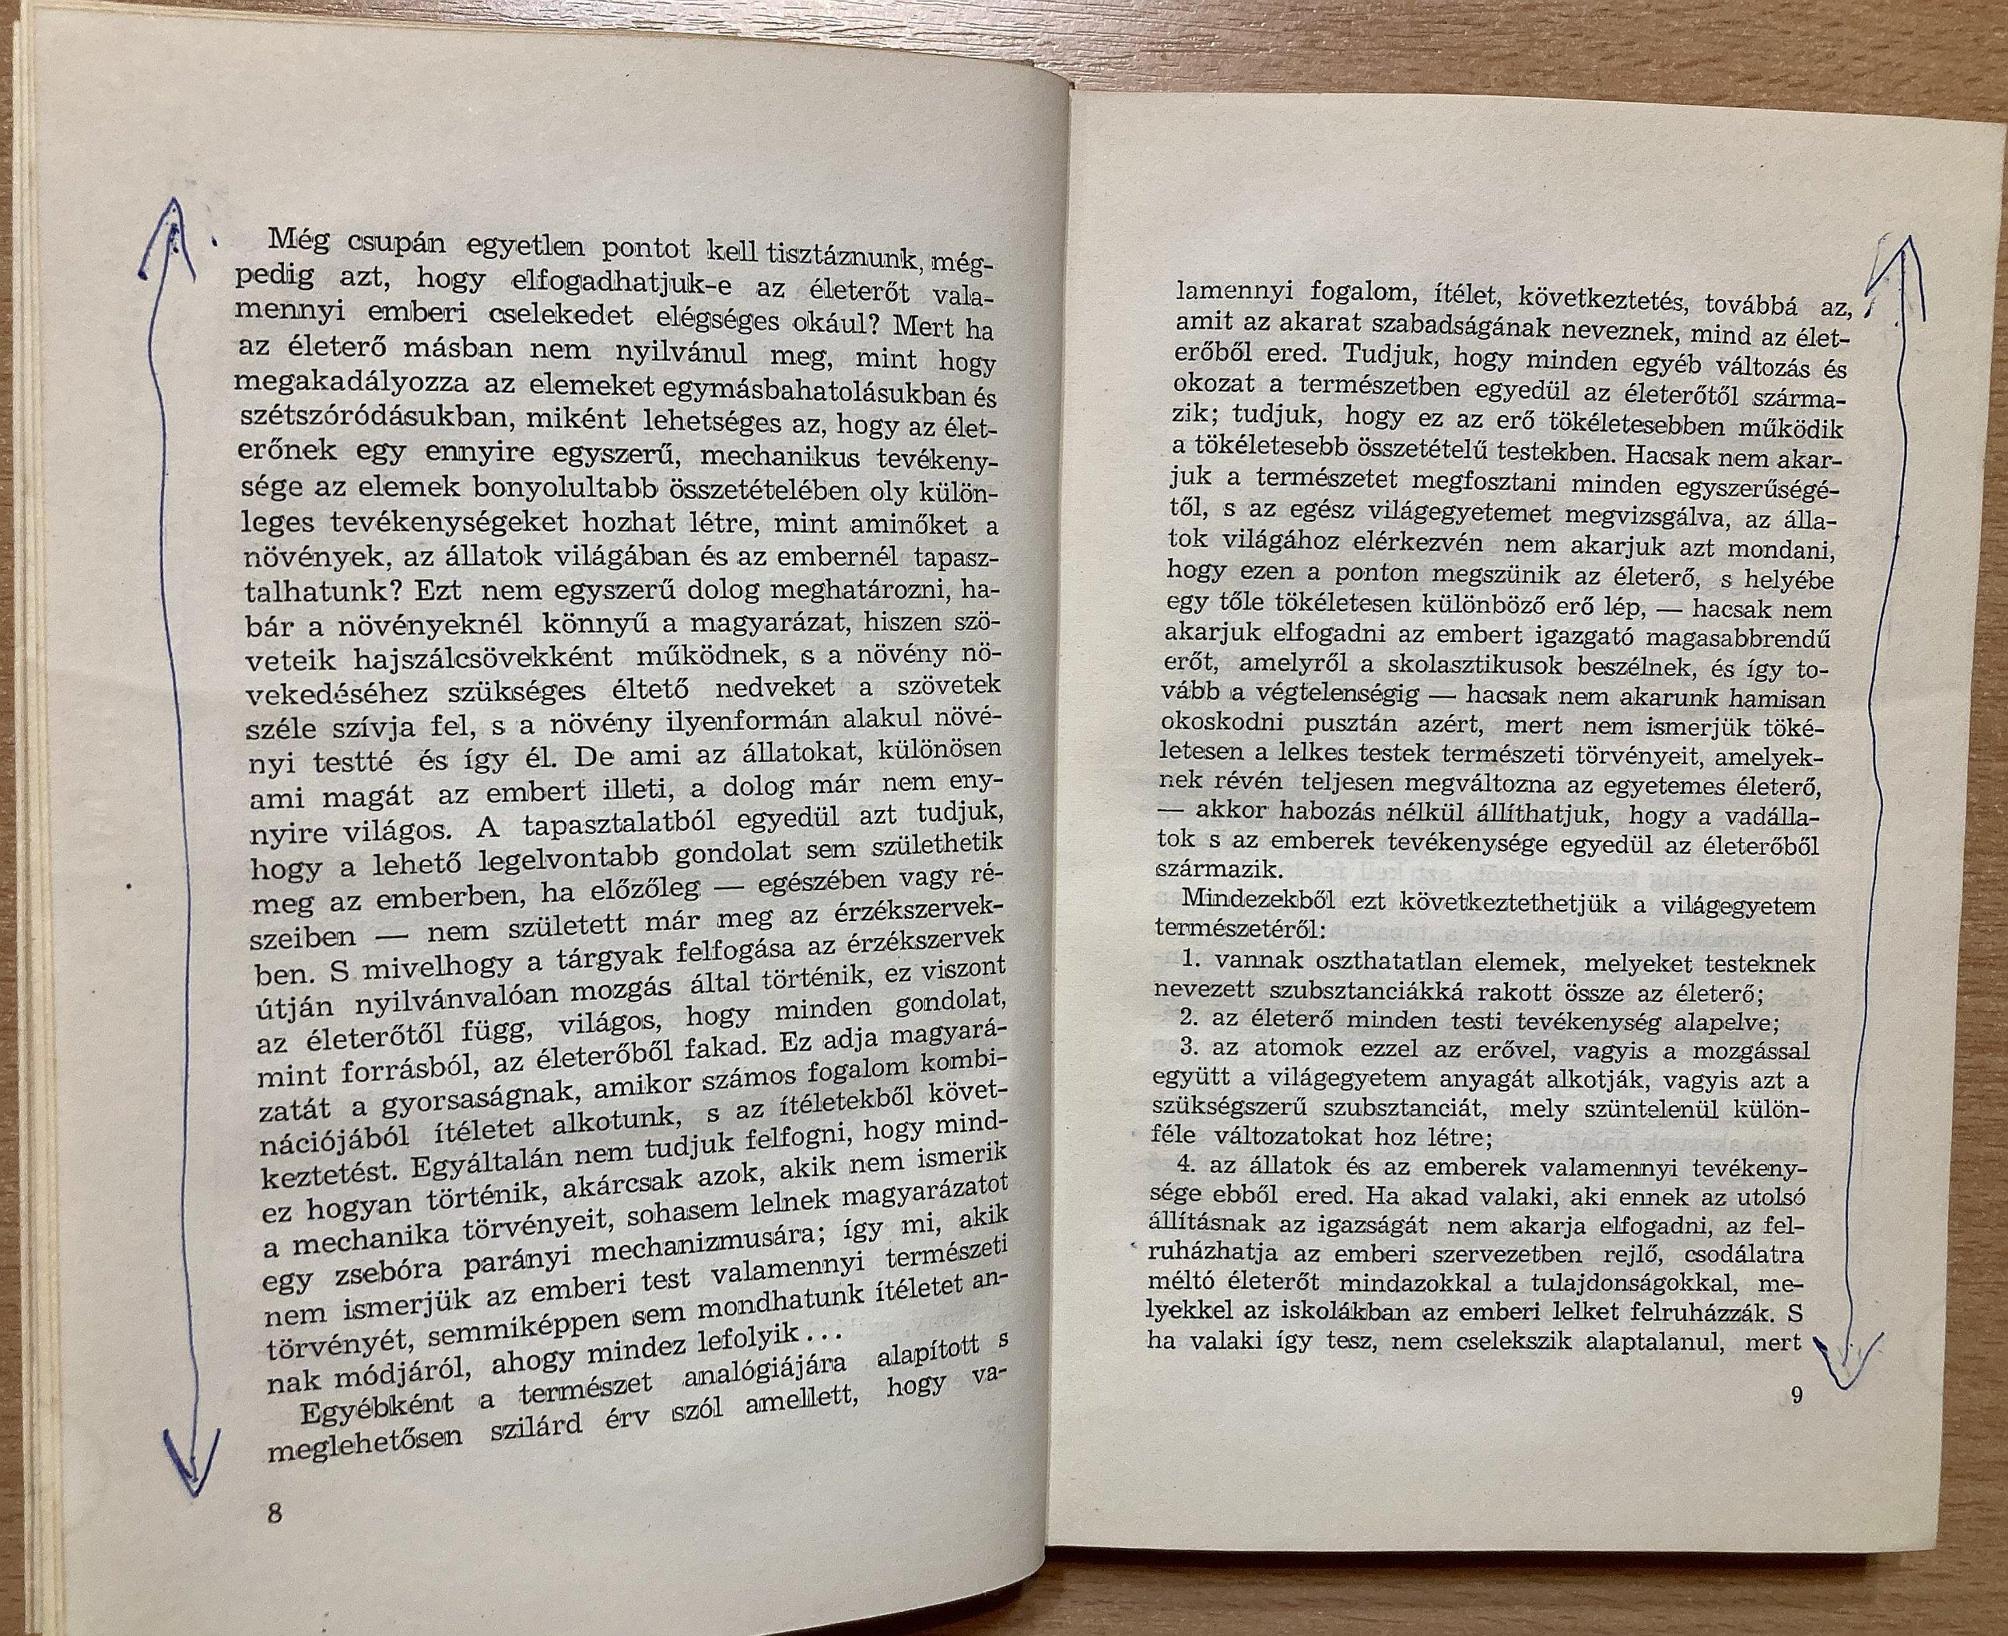 Még csupán egyetlen pontot kell tisztáznunk, még-
pedig azt, hogy elfogadhatjuk-e az életerőt vala-
mennyi emberi cselekedet elégséges okául? Mert ha
az életerő másban nem nyilvánul meg, mint hogy
megakadályozza az elemeket egymásbahatolásukban és
szétszóródásukban, miként lehetséges az, hogy az élet-
erőnek egy ennyire egyszerű, mechanikus tevékeny-
sége az elemek bonyolultabb összetételében oly külön-
leges tevékenységeket hozhat létre, mint aminőket a
növények, az állatok világában és az embernél tapasz-
talhatunk? Ezt nem egyszerű dolog meghatározni, ha-
bár a növényeknél könnyű a magyarázat, hiszen szö-
veteik hajszálcsövekként működnek, s a növény nö-
vekedéséhez szükséges éltető nedveket a szövetek
széle szívja fel, s a növény ilyenformán alakul növé-
nyi testté és így él. De ami az állatokat, különösen
ami magát az embert illeti, a dolog már nem eny-
nyire világos. A tapasztalatból egyedül azt tudjuk,
hogy a lehető legelvontabb gondolat sem születhetik
meg az emberben, ha előzőleg — egészében vagy ré-
szeiben — nem született már meg az érzékszervek-
ben. S mivelhogy a tárgyak felfogása az érzékszervek
útján nyilvánvalóan mozgás által történik, ez viszont
az életerőtől függ, világos, hogy minden gondolat,
mint forrásból, az életerőből fakad. Ez adja magyará-
zatát a gyorsaságnak, amikor számos fogalom kombi-
nációjából ítéletet alkotunk, s az ítéletekből követ-
keztetést. Egyáltalán nem tudjuk felfogni, hogy mind-
ez hogyan történik, akárcsak azok, akik nem ismerik
a mechanika törvényeit, sohasem lelnek magyarázatot
egy zsebóra parányi mechanizmusára; így mi, akik
nem ismerjük az emberi test valamennyi természeti
törvényét, semmiképpen sem mondhatunk ítéletet an-
nak módjáról, ahogy mindez lefolyik . . .
Egyébként a természet analógiájára alapított s
meglehetősen szilárd érv szól amellett, hogy va-
8
lamennyi fogalom, ítélet, következtetés, továbbá az,
amit az akarat szabadságának neveznek, mind az élet-
erőből ered. Tudjuk, hogy minden egyéb változás és
okozat a természetben egyedül az életerőtől szárma-
zik; tudjuk, hogy ez az erő tökéletesebben működik
a tökéletesebb összetételű testekben. Hacsak nem akar-
juk a természetet megfosztani minden egyszerűségé-
től, s az egész világegyetemet megvizsgálva, az álla-
tok világához elérkezvén nem akarjuk azt mondani,
hogy ezen a ponton megszünik az életerő, s helyébe
egy tőle tökéletesen különböző erő lép, — hacsak nem
akarjuk elfogadni az embert igazgató magasabbrendű
erőt, amelyről a skolasztikusok beszélnek, és így to-
vább a végtelenségig — hacsak nem akarunk hamisan
okoskodni pusztán azért, mert nem ismerjük töké-
letesen a lelkes testek természeti törvényeit, amelyek-
nek révén teljesen megváltozna az egyetemes életerő,
— akkor habozás nélkül állíthatjuk, hogy a vadálla-
tok s az emberek tevékenysége egyedül az életerőből
származik.
Mindezekből ezt következtethetjük a világegyetem
természetéről:
1. vannak oszthatatlan elemek, melyeket testeknek
nevezett szubsztanciákká rakott össze az életerő;
2. az életerő minden testi tevékenység alapelve;
3. az atomok ezzel az erővel, vagyis a mozgással
együtt a világegyetem anyagát alkotják, vagyis azt a
szükségszerű szubsztanciát, mely szüntelenül külön-
féle változatokat hoz létre;
4. az állatok és az emberek valamennyi tevékeny-
sége ebből ered. Ha akad valaki, aki ennek az utolsó
állításnak az igazságát nem akarja elfogadni, az fel-
ruházhatja az emberi szervezetben rejlő, csodálatra
méltó életerőt mindazokkal a tulajdonságokkal, me-
lyekkel az iskolákban az emberi lelket felruházzák. S
ha valaki így tesz, nem cselekszik alaptalanul, mert
9